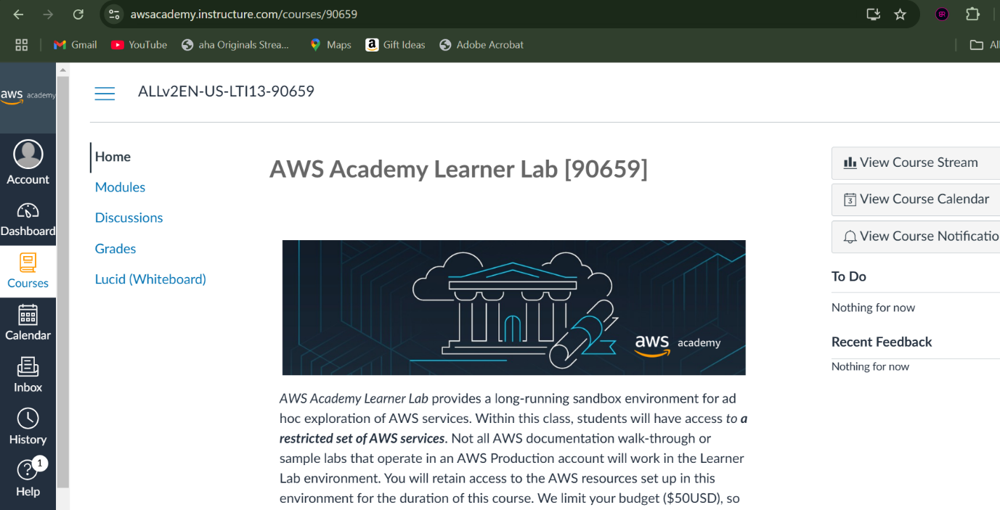 awsacademy.instructure.com/courses/90659
BR
Gmail
YouTube
aha Originals Strea...
Maps
a
Gift Ideas
Adobe Acrobat
All
aws academy
Account
Dashboard
Courses
Calendar
Inbox
History
1
?
Help
ALLv2EN-US-LTI13-90659
Home
Modules
Discussions
Grades
Lucid (Whiteboard)
AWS Academy Learner Lab [90659]
aws academy
AWS Academy Learner Lab provides a long-running sandbox environment for ad
hoc exploration of AWS services. Within this class, students will have access to a
restricted set of AWS services. Not all AWS documentation walk-through or
sample labs that operate in an AWS Production account will work in the Learner
Lab environment. You will retain access to the AWS resources set up in this
environment for the duration of this course. We limit your budget ($50USD), so
View Course Stream
3
View Course Calendar
View Course Notificatio
To Do
Nothing for now
Recent Feedback
Nothing for now